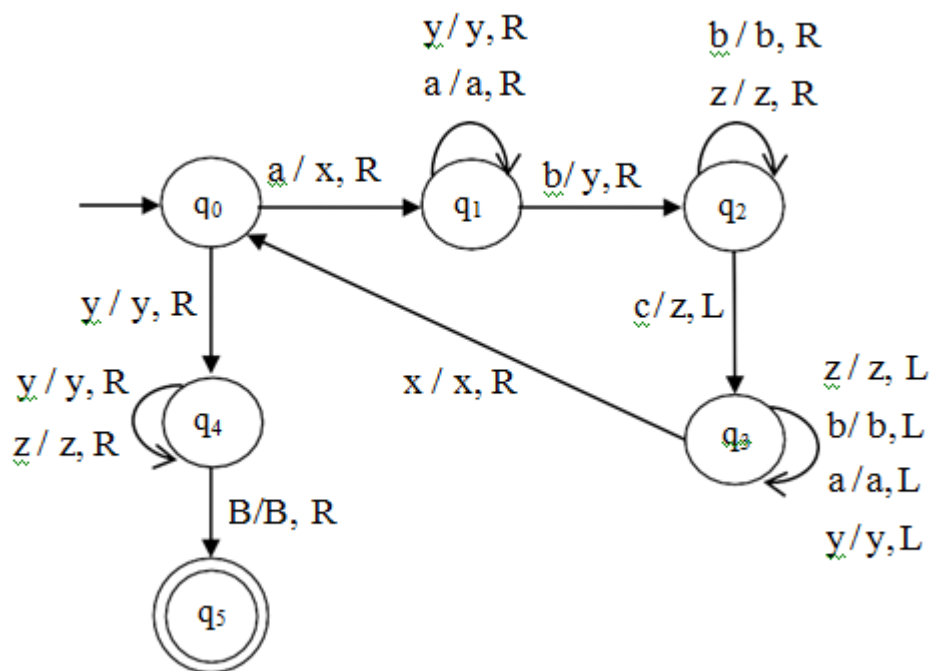 y / y, R
a / a, R
b / b, R
z / z, R
a / x, R
b/ y, R
q0
q1
q2
y / y, R
c/ z, L
x / x, R
y / y, R
z / z, R
q4
q3
z / z, L
b/ b, L
a /a, L
y /y, L
B/B, R
q5